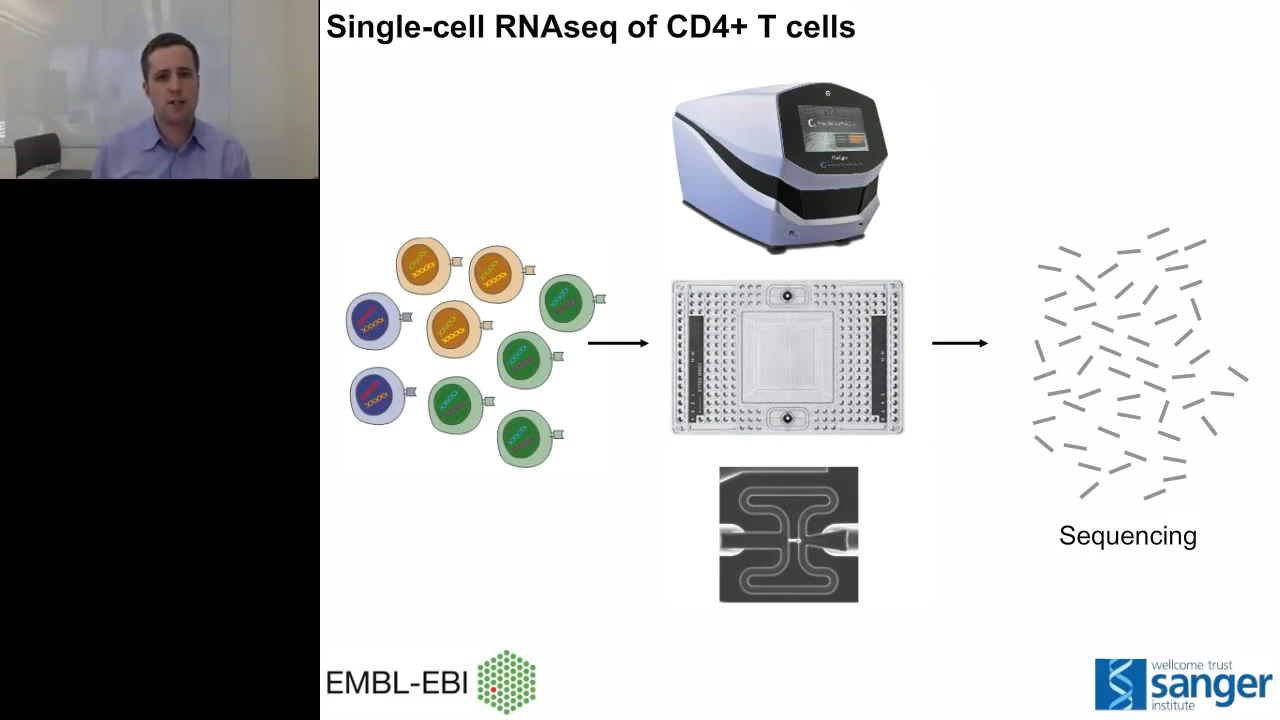 Single-cell RNAseq of CD4+ T cells
Sequencing
EMBL-EBI
wellcome trust
sanger
institute